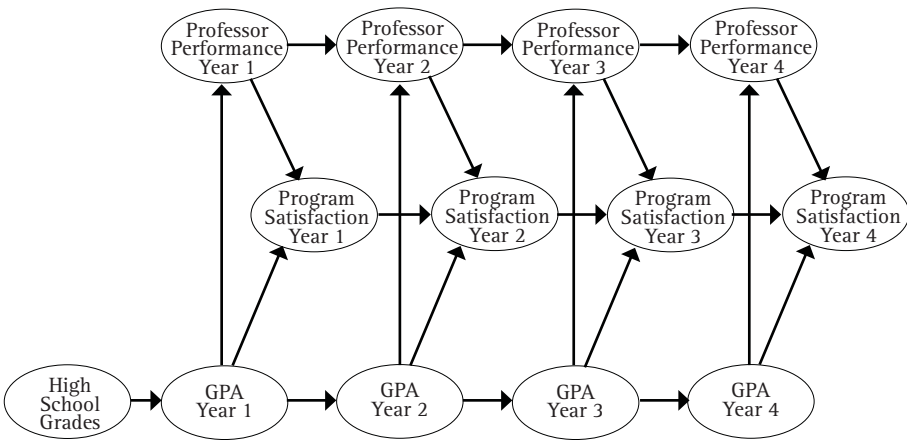 Professor
Performance
Year 1
Professor
Performance
Year 2
Professor
Performance
Year 3
Professor
Performance
Year 4
Program
Satisfaction
Year 1
Program
Satisfaction
Year 2
Program
Satisfaction
Year 3
Program
Satisfaction
Year 4
High
School
Grades
GPA
Year 1
GPA
Year 2
GPA
Year 3
GPA
Year 4